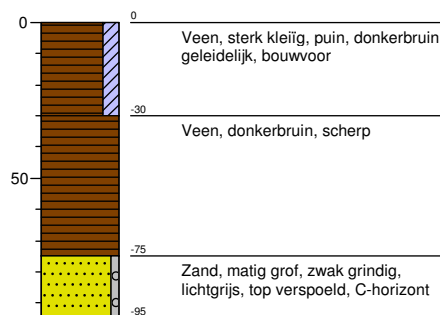 0
0
Veen, sterk kleiïg, puin, donkerbruin
geleidelijk, bouwvoor
-30
Veen, donkerbruin, scherp
50
-75
Zand, matig grof, zwak grindig,
lichtgrijs, top verspoeld, C-horizont
-95